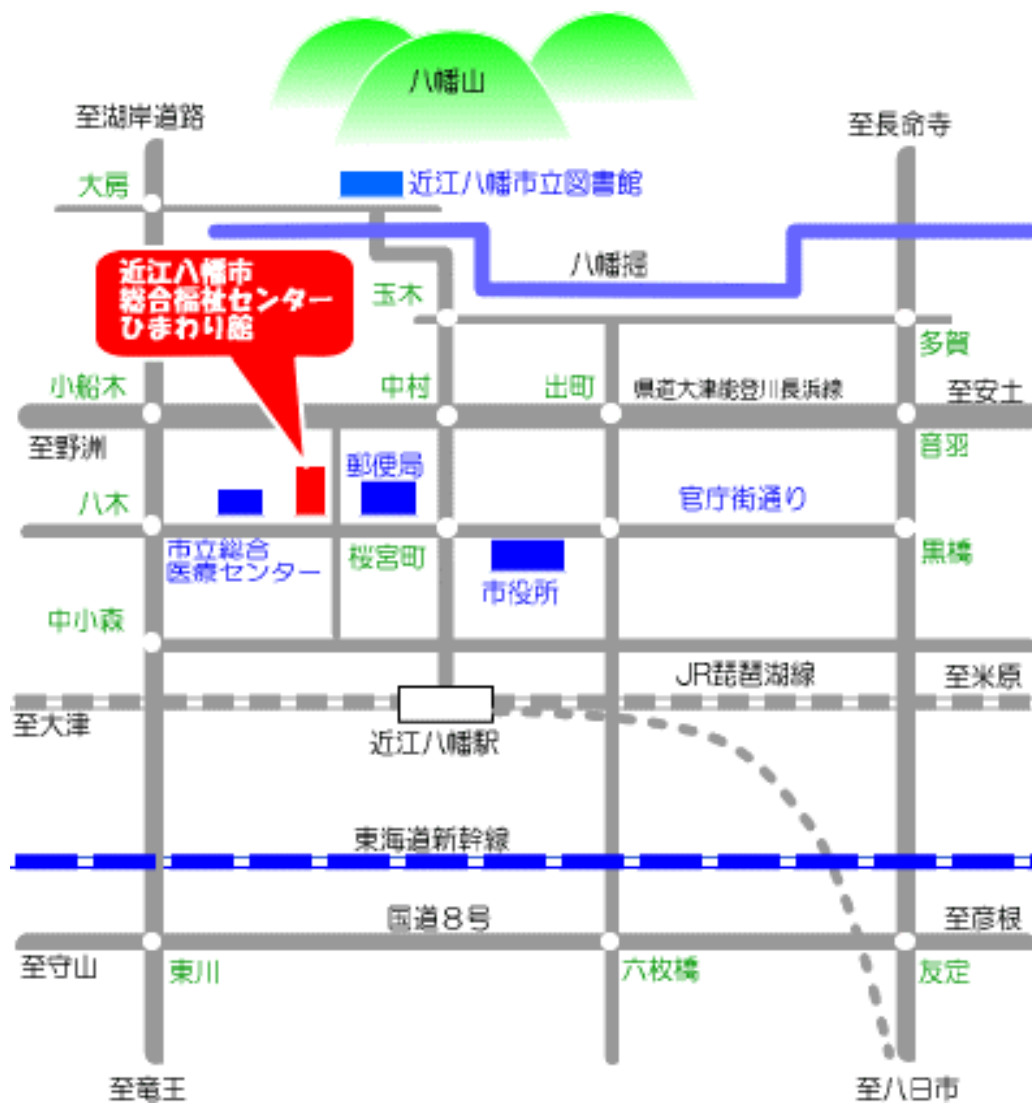 八幡山
至湖岸道路
至長命寺
大房
近江八幡市立図書館
近江八幡市
総合福祉センター
ひまわり館
八幡掘
玉木
多賀
小船木
中村
出町
県道大津能登川長浜線
至安土
至野洲
音羽
郵便局
八木
官庁街通り
市立総合
医療センター
桜宮町
黒橋
市役所
中小森
JR琵琶湖線
至米原
至大津
近江八幡駅
東海道新幹線
国道8号
至彦根
至守山
東川
六枚橋
友定
至竜王
至八日市